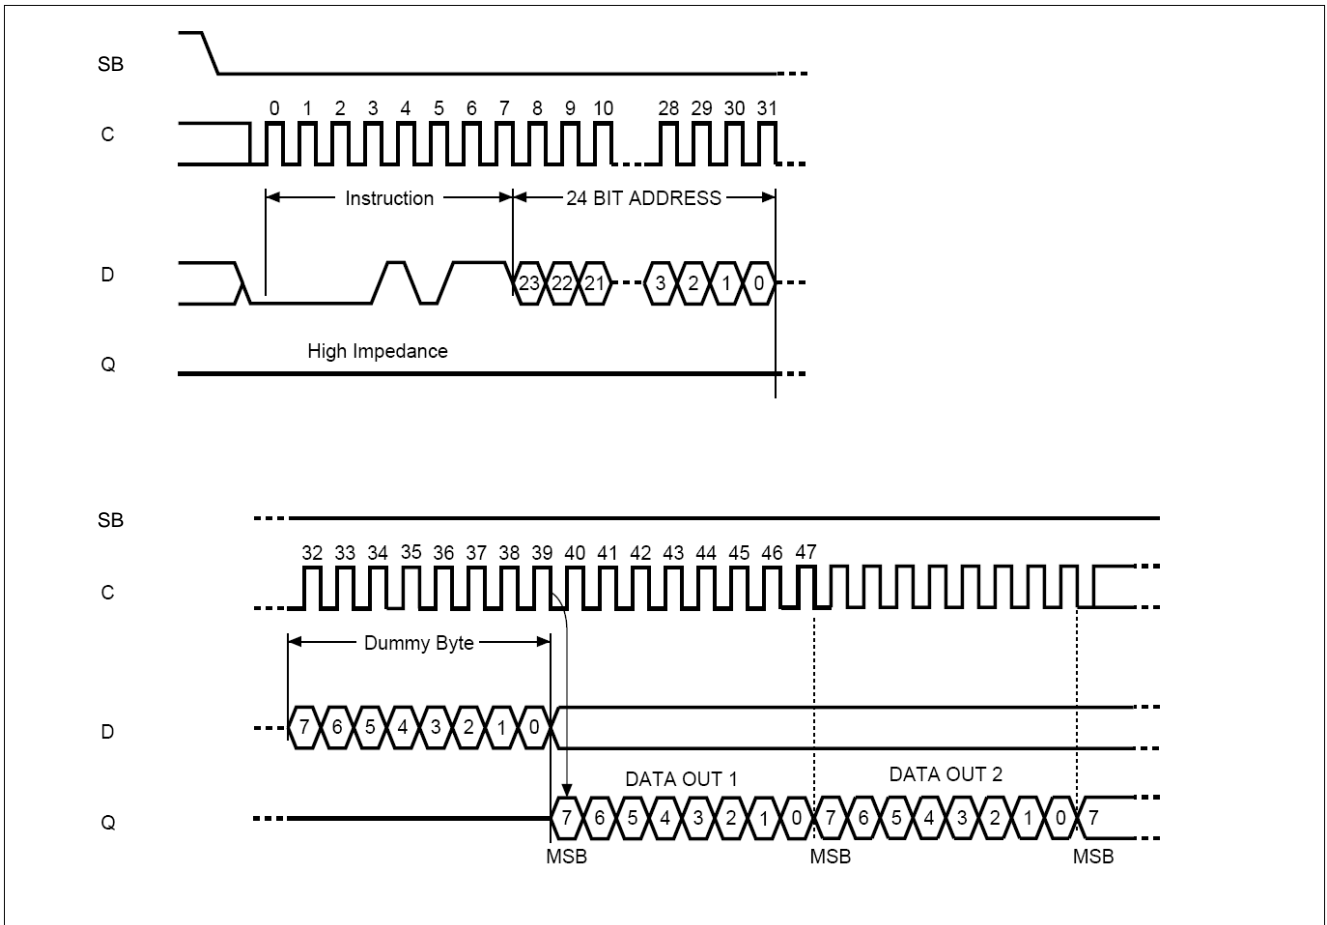 SB
0 1 2 3 4 5 6 7 8 9 10 28 29 30 31
C
Instruction 24 BIT ADDRESS
D 23 22 21 3 2 1 0
High Impedance
Q
SB
32 33 34 35 36 37 38 39 40 41 42 43 44 45 46 47
C
Dummy Byte
D 7 6 5 4 3 2 1 0
DATA OUT 1 DATA OUT 2
Q 7 6 5 4 3 2 1 0 7 6 5 4 3 2 1 0 7
MSB MSB MSB